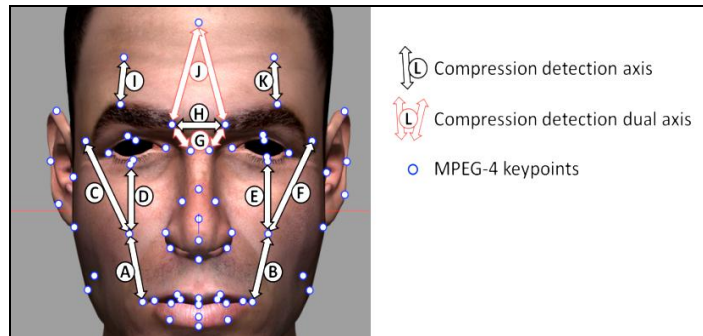 J
I
K
H
G
C
D
E
F
A
B
L Compression detection axis
L Compression detection dual axis
MPEG-4 keypoints